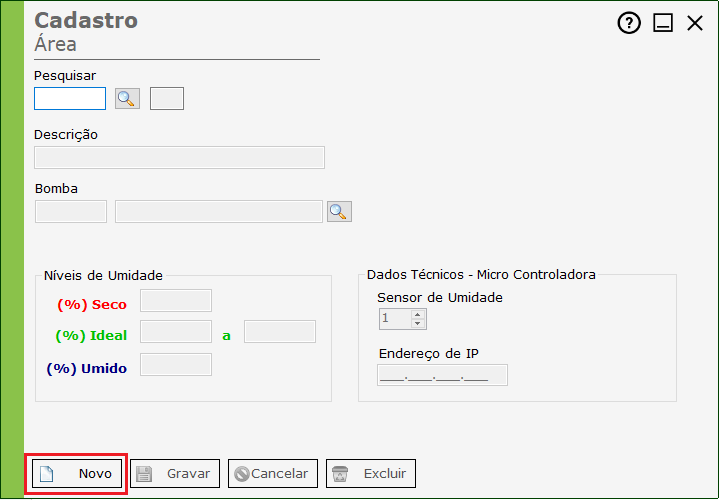 Cadastro
Área
Pesquisar
Descrição
Bomba
Níveis de Umidade
(%) Seco
(%) Ideal a
(%) Umido
Dados Técnicos - Micro Controladora
Sensor de Umidade
1
Endereço de IP
___.___.___.___
Novo Gravar Cancelar Excluir